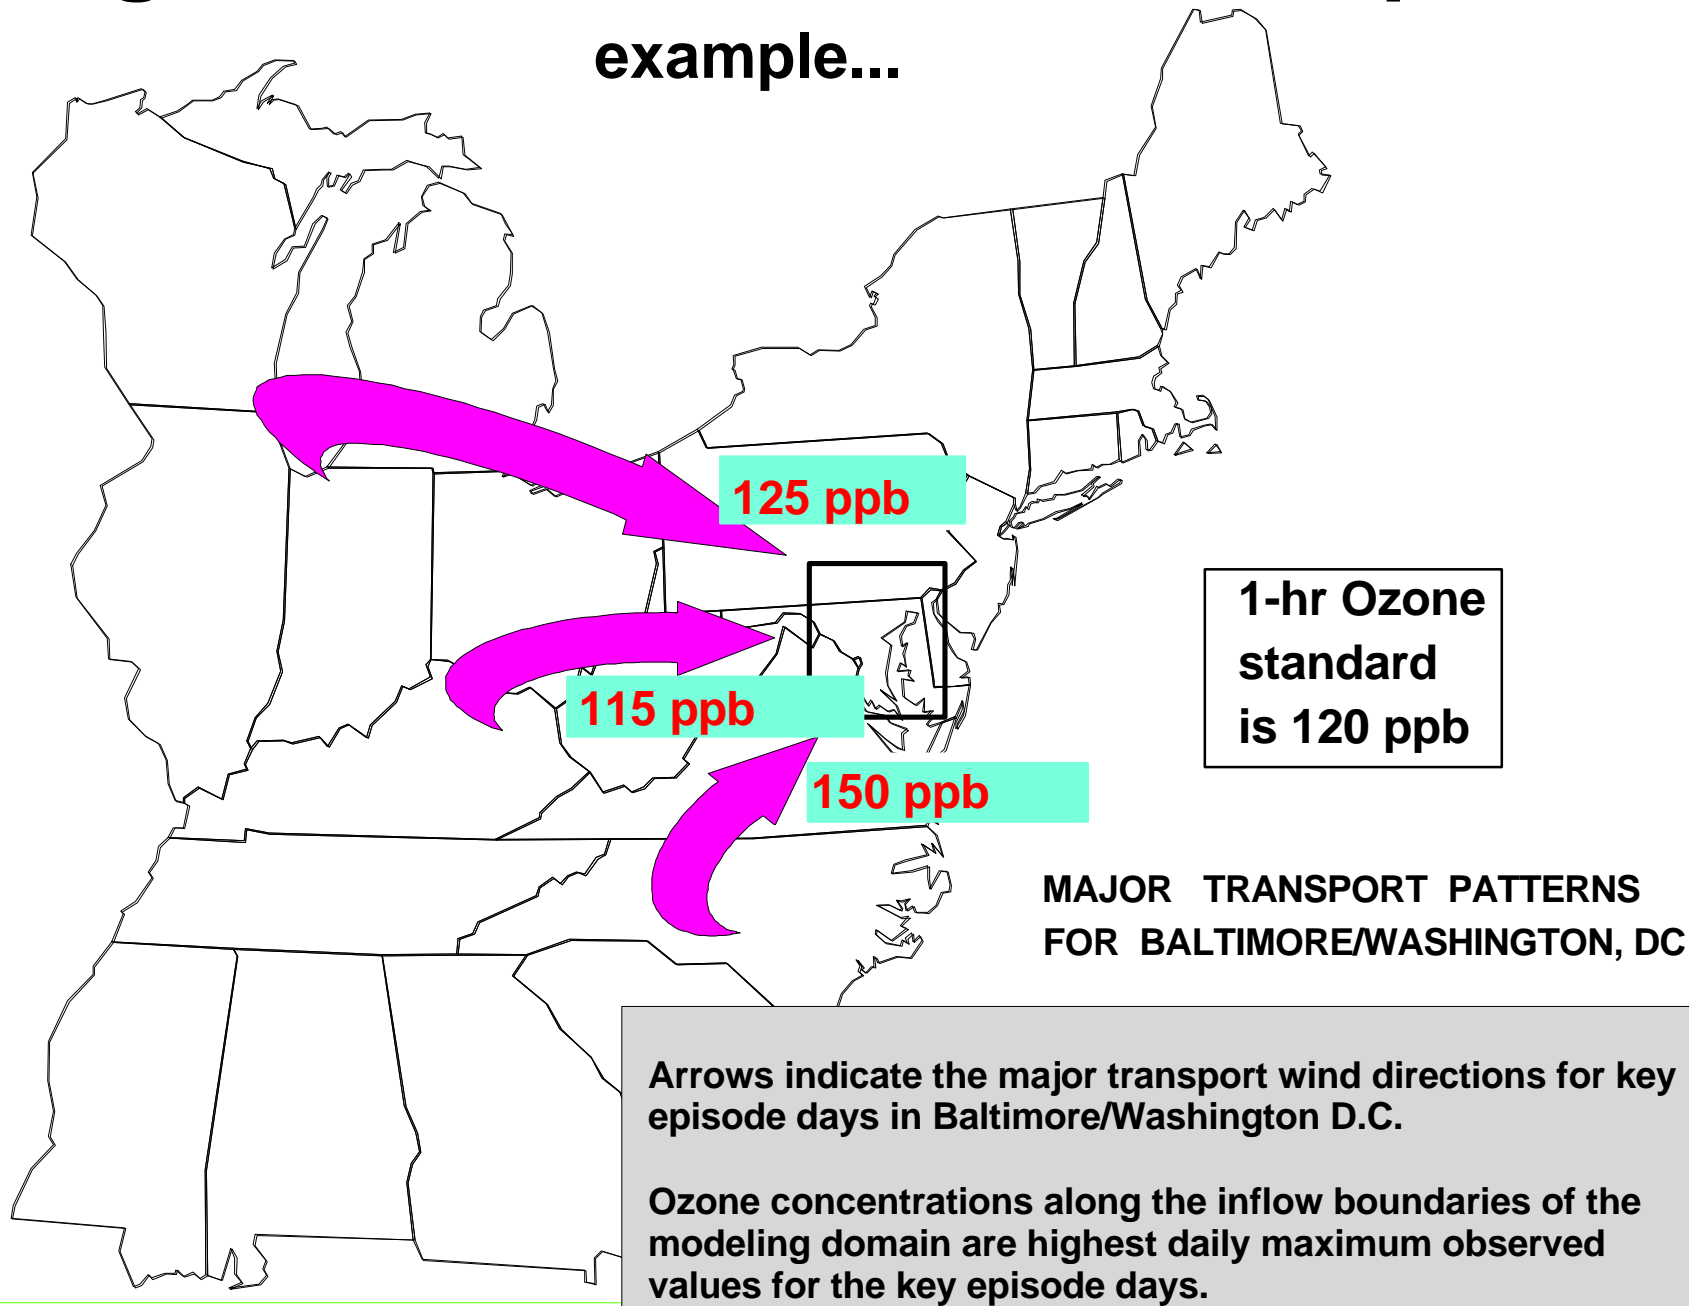 example...
125 ppb
1-hr Ozone
standard
is 120 ppb
115 ppb
150 ppb
MAJOR TRANSPORT PATTERNS
FOR BALTIMORE/WASHINGTON, DC
Arrows indicate the major transport wind directions for key
episode days in Baltimore/Washington D.C.
Ozone concentrations along the inflow boundaries of the
modeling domain are highest daily maximum observed
values for the key episode days.